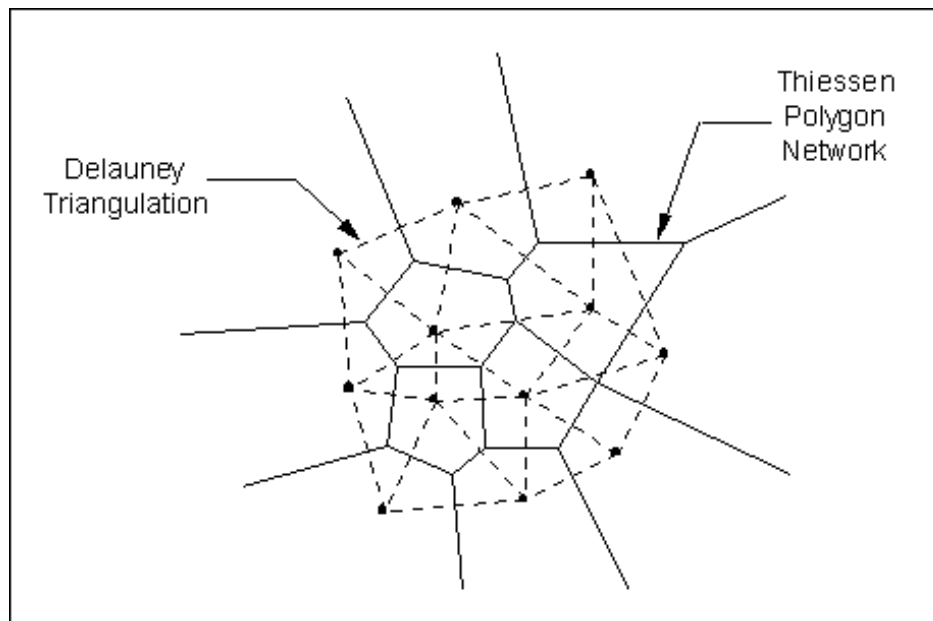 Thiessen
Polygon
Network
Delauney
Triangulation